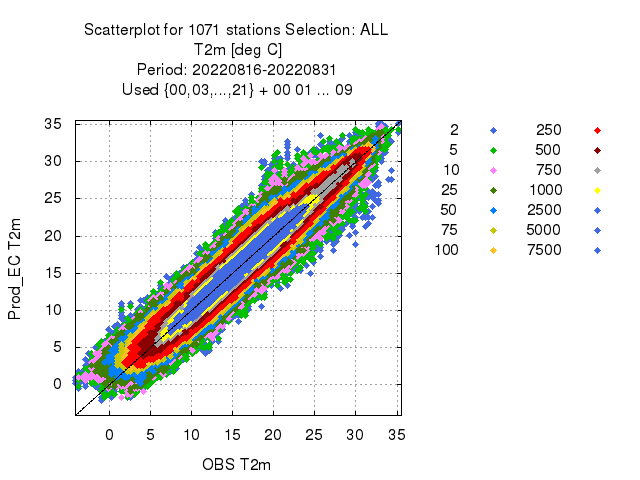 Scatterplot for 1071 stations Selection: ALL
T2m [deg C]
Period: 20220816-20220831
Used {00,03,...,21} + 00 01 ... 09
Prod_EC T2m
35
30
25
20
15
10
5
0
0 5 10 15 20 25 30 35
OBS T2m
2 250
5 500
10 750
25 1000
50 2500
75 5000
100 7500